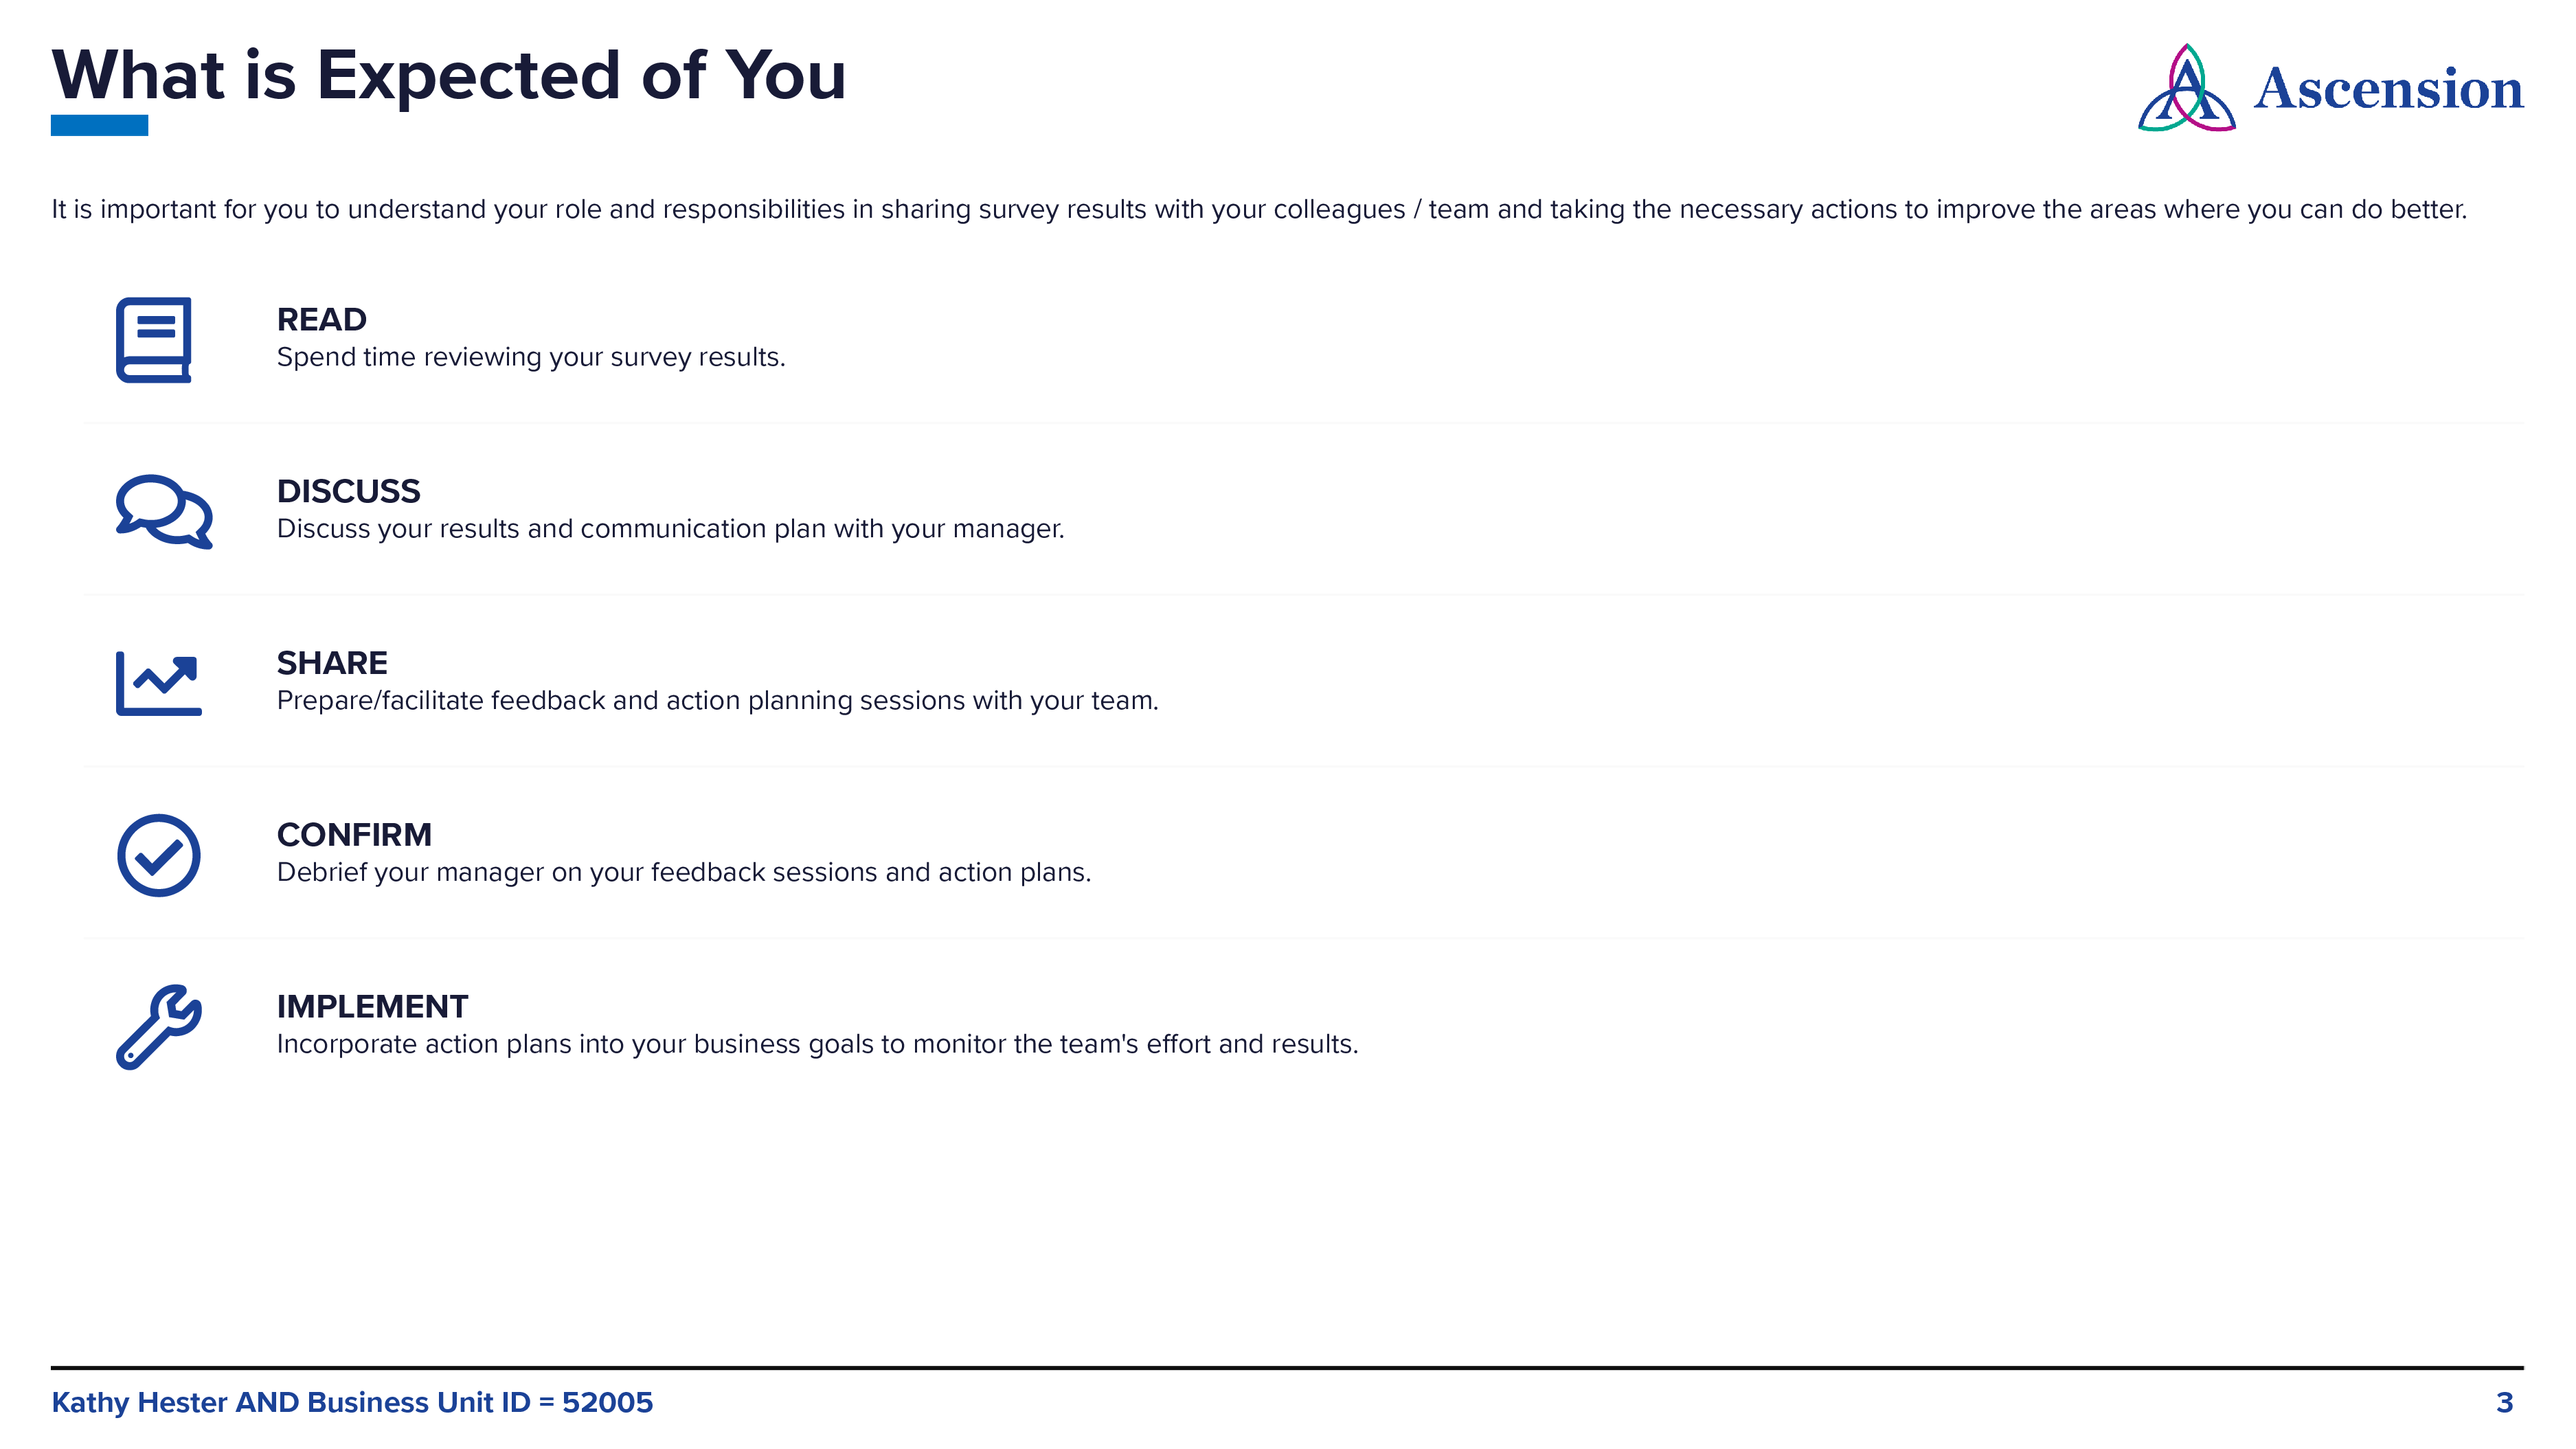 What is Expected of You
Ascension
It is important for you to understand your role and responsibilities in sharing survey results with your colleagues / team and taking the necessary actions to improve the areas where you can do better.
READ
Spend time reviewing your survey results.
DISCUSS
Discuss your results and communication plan with your manager.
SHARE
Prepare/facilitate feedback and action planning sessions with your team.
CONFIRM
Debrief your manager on your feedback sessions and action plans.
IMPLEMENT
Incorporate action plans into your business goals to monitor the team's effort and results.
Kathy Hester AND Business Unit ID = 52005
3